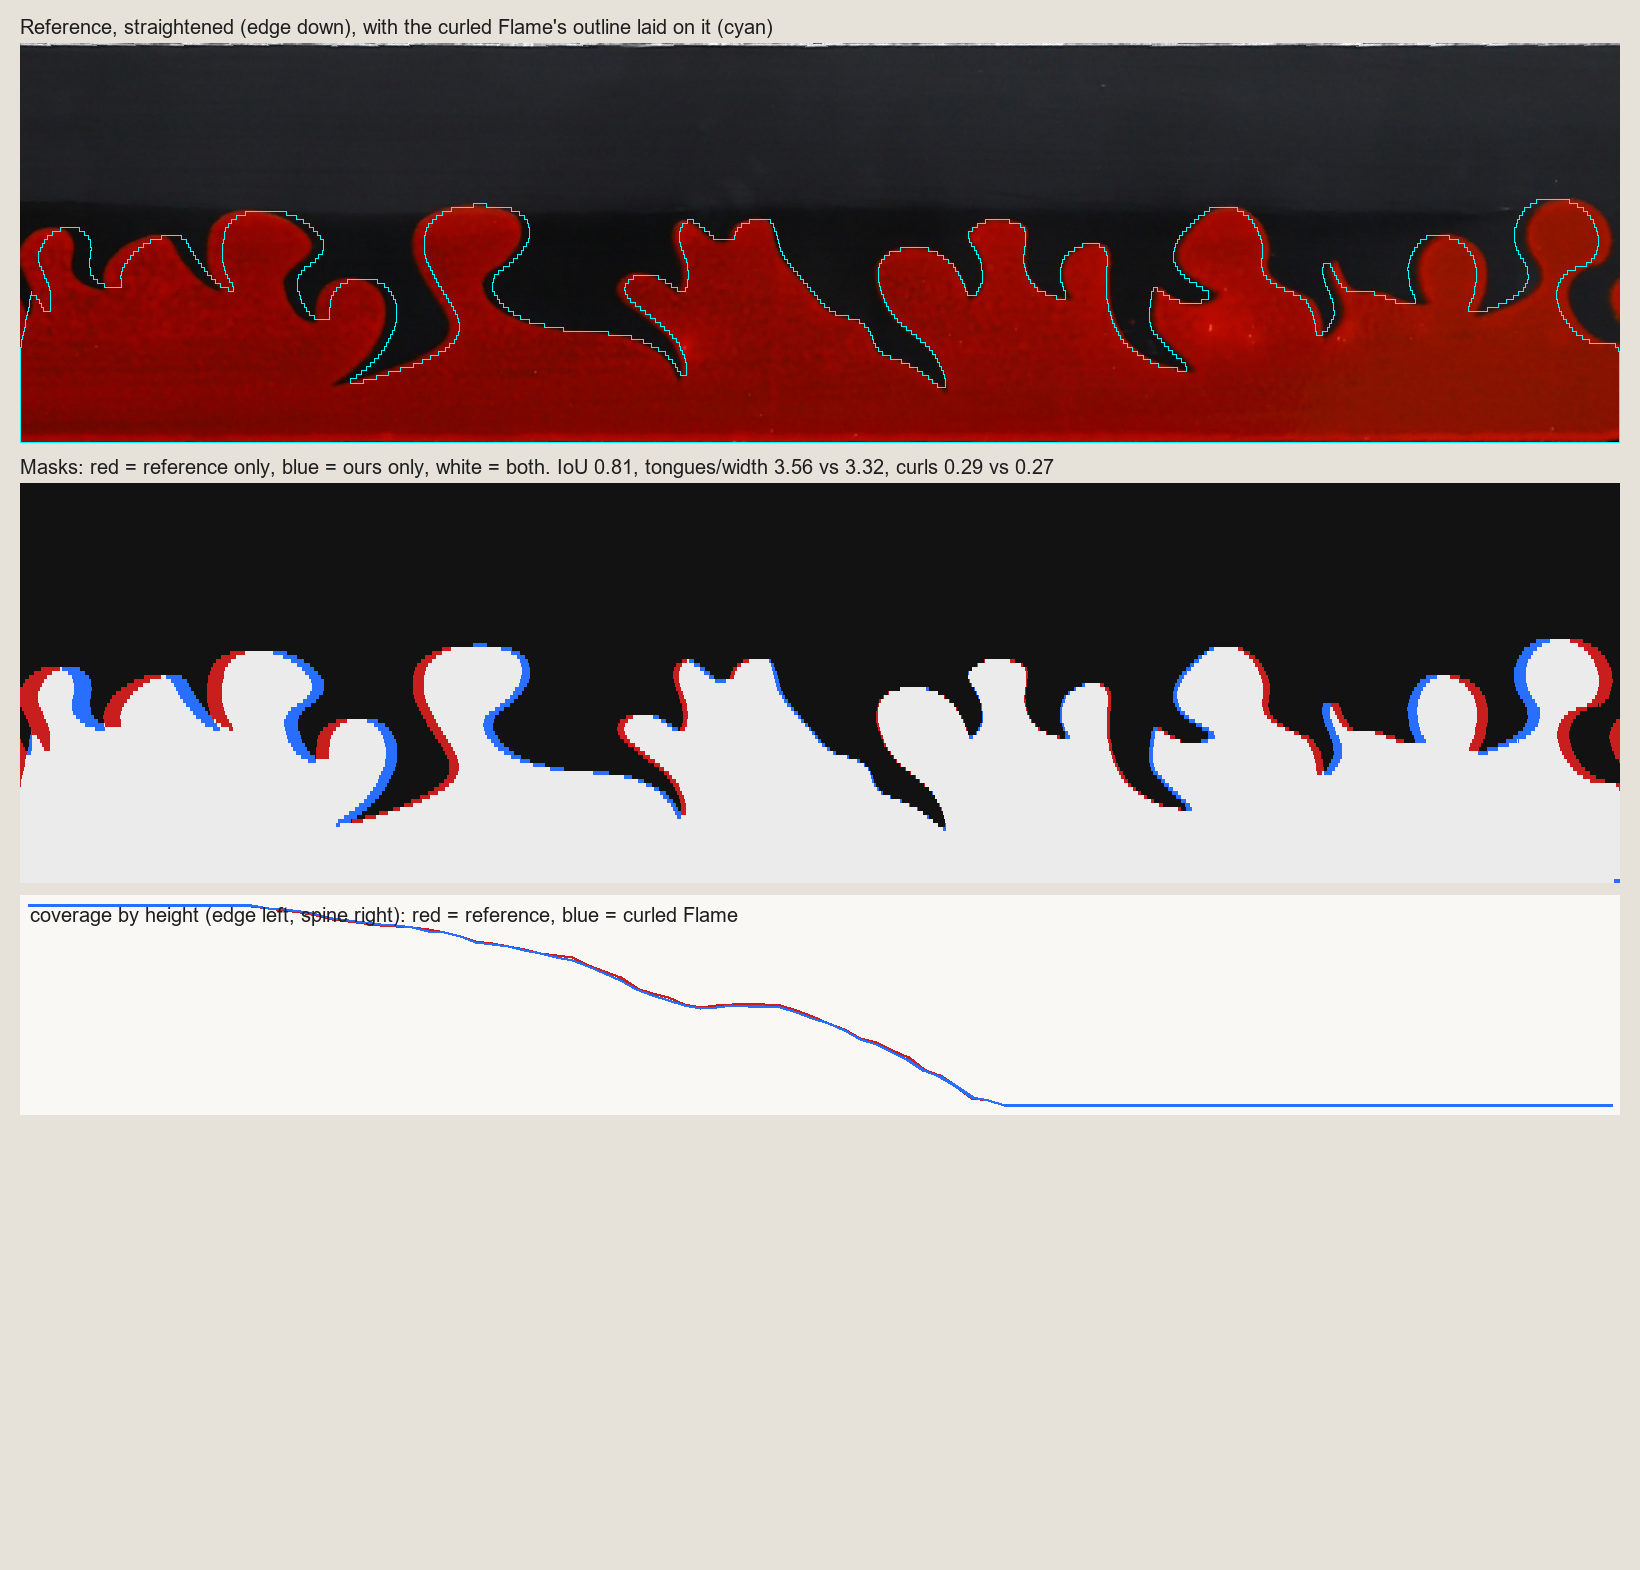 Reference, straightened (edge down), with the curled Flame's outline laid on it (cyan)
Masks: red = reference only, blue = ours only, white = both. IoU 0.81, tongues/width 3.56 vs 3.32, curls 0.29 vs 0.27
coverage by height (edge left, spine right): red = reference, blue = curled Flame